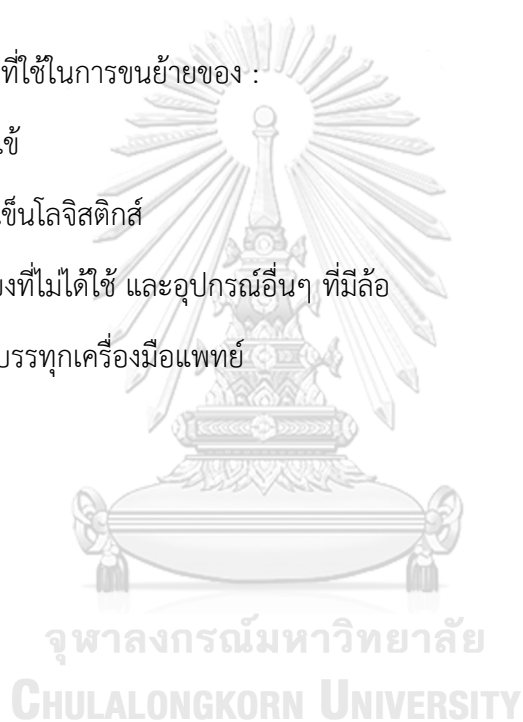 ที่ใช้ในการขนย้ายของ :
ข้
ข็นโลจิสติกส์
งที่ไม่ได้ใช้ และอุปกรณ์อื่นๆ ที่มีล้อ
บรรทุกเครื่องมือแพทย์
จุฬาลงกรณ์มหาวิทยาลัย
CHULALONGKORN UNIVERSITY